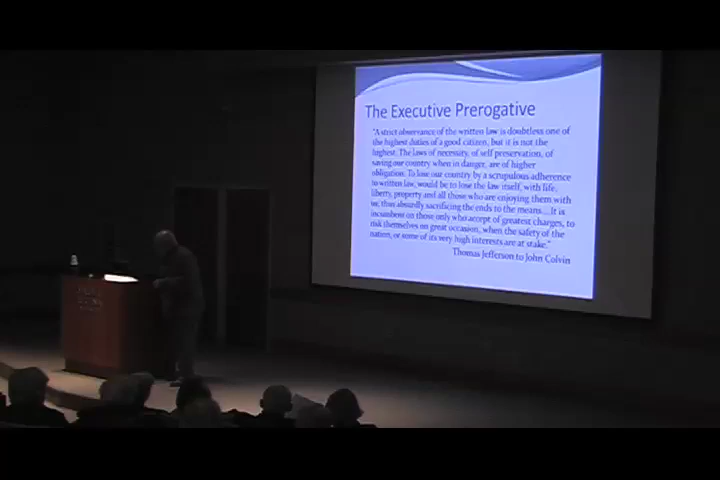 The Executive Prerogative
"A strict observance of the written law is doubtless one of
the highest duties of a good citizen, but it is not the
highest. The laws of necessity, of self preservation, of
saving our country when in danger, are of higher
obligation. To lose our country by a scrupulous adherence
to written law, would be to lose the law itself, with life,
liberty, property and all those who are enjoying them with
us; thus absurdly sacrificing the ends to the means.... It is
incumbent on those only who accept of greatest charges, to
risk themselves on great occasion, when the safety of the
nation, or some of its very high interests are at stake."
Thomas Jefferson to John Colvin